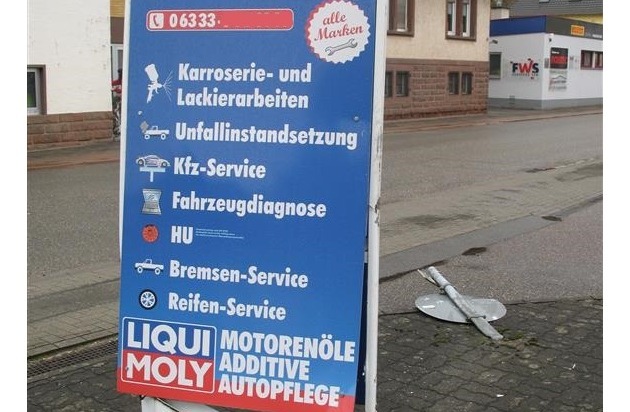 06333
alle
Marken
Karroserie- und
Lackierarbeiten
Unfallinstandsetzung
Kfz-Service
Fahrzeugdiagnose
HU
Bremsen-Service
Reifen-Service
LIQUI
MOLY
MOTORENÖLE
ADDITIVE
AUTOPFLEGE
FWS